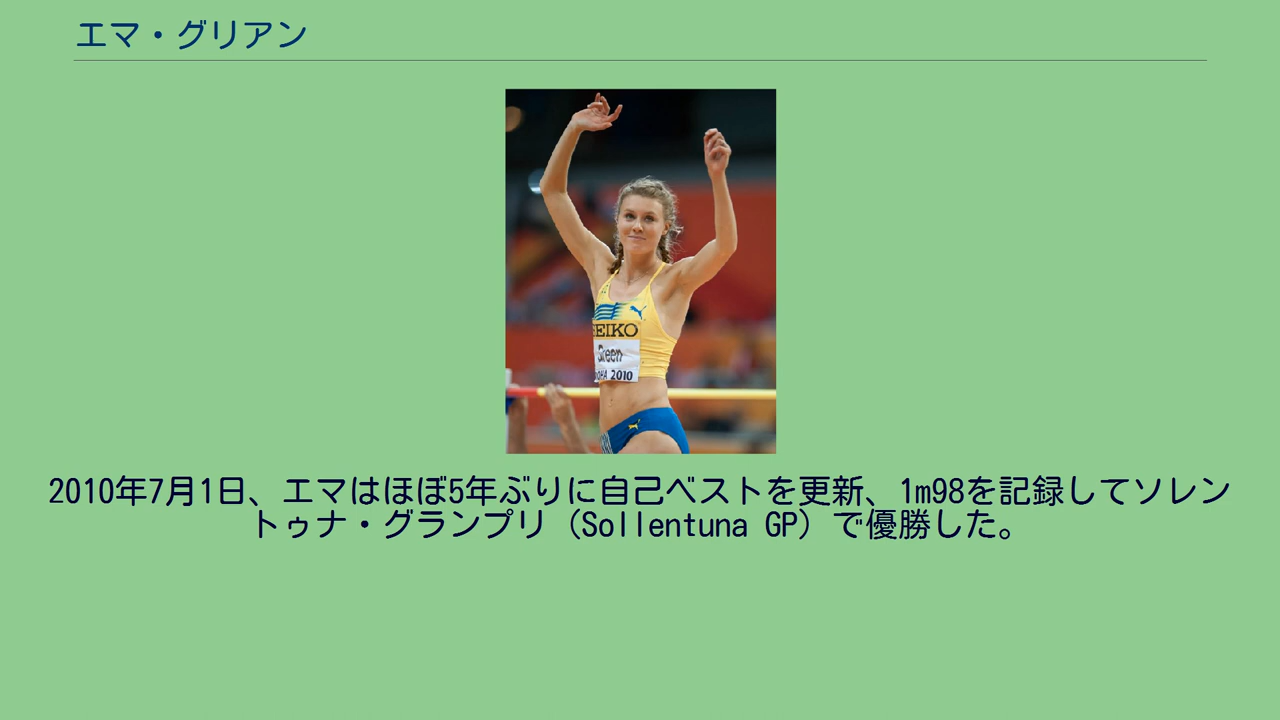 エマ・グリアン
SEIKO
Green
DOHA 2010
2010年7月1日、エマはほぼ5年ぶりに自己ベストを更新、1m98を記録してソレン
トゥナ・グランプリ（Sollentuna GP）で優勝した。